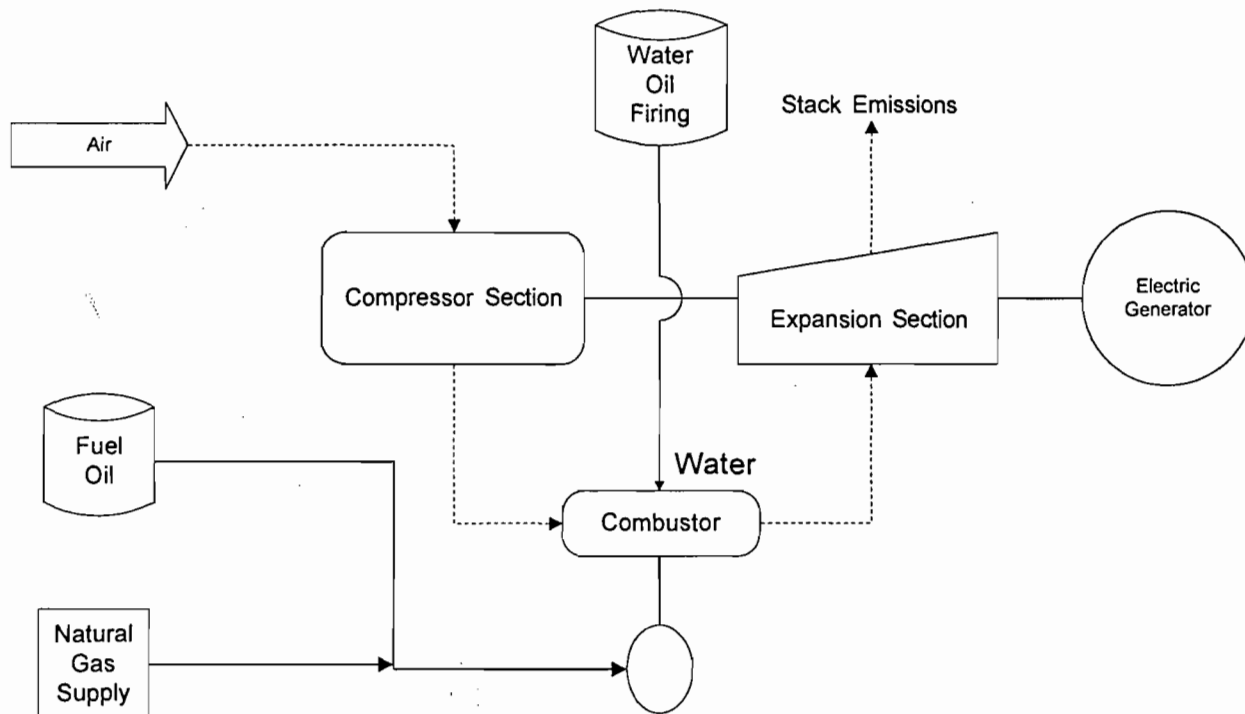 Water
Oil
Firing
Stack Emissions
Air
Compressor Section
Expansion Section
Electric
Generator
Fuel
Oil
Water
Combustor
Natural
Gas
Supply